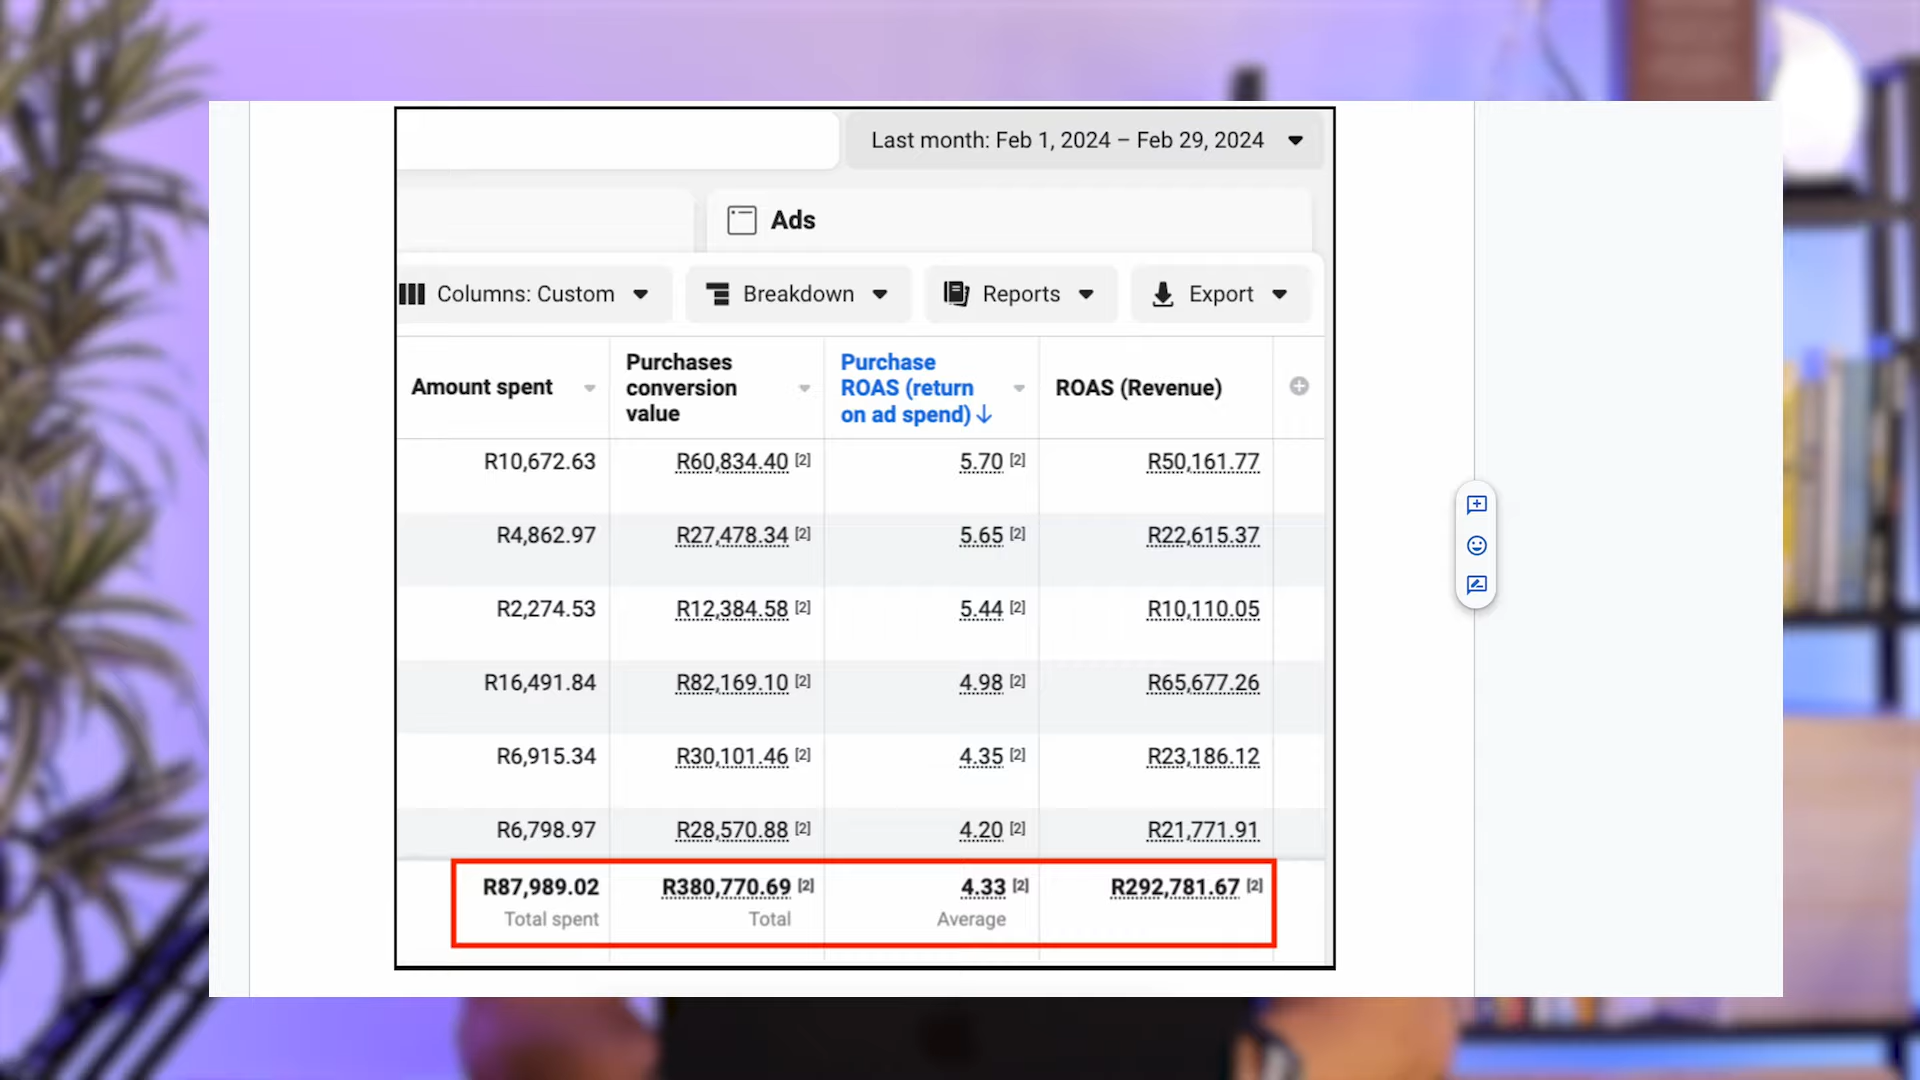 Last month: Feb 1, 2024 – Feb 29, 2024
Ads
Columns: Custom Breakdown Reports Export
Amount spent
Purchases
conversion
value
Purchase
ROAS (return
on ad spend) ↓
ROAS (Revenue)
R10,672.63 R60,834.40 [2] 5.70 [2] R50,161.77
R4,862.97 R27,478.34 [2] 5.65 [2] R22,615.37
R2,274.53 R12,384.58 [2] 5.44 [2] R10,110.05
R16,491.84 R82,169.10 [2] 4.98 [2] R65,677.26
R6,915.34 R30,101.46 [2] 4.35 [2] R23,186.12
R6,798.97 R28,570.88 [2] 4.20 [2] R21,771.91
R87,989.02 R380,770.69 [2] 4.33 [2] R292,781.67 [2]
Total spent Total Average